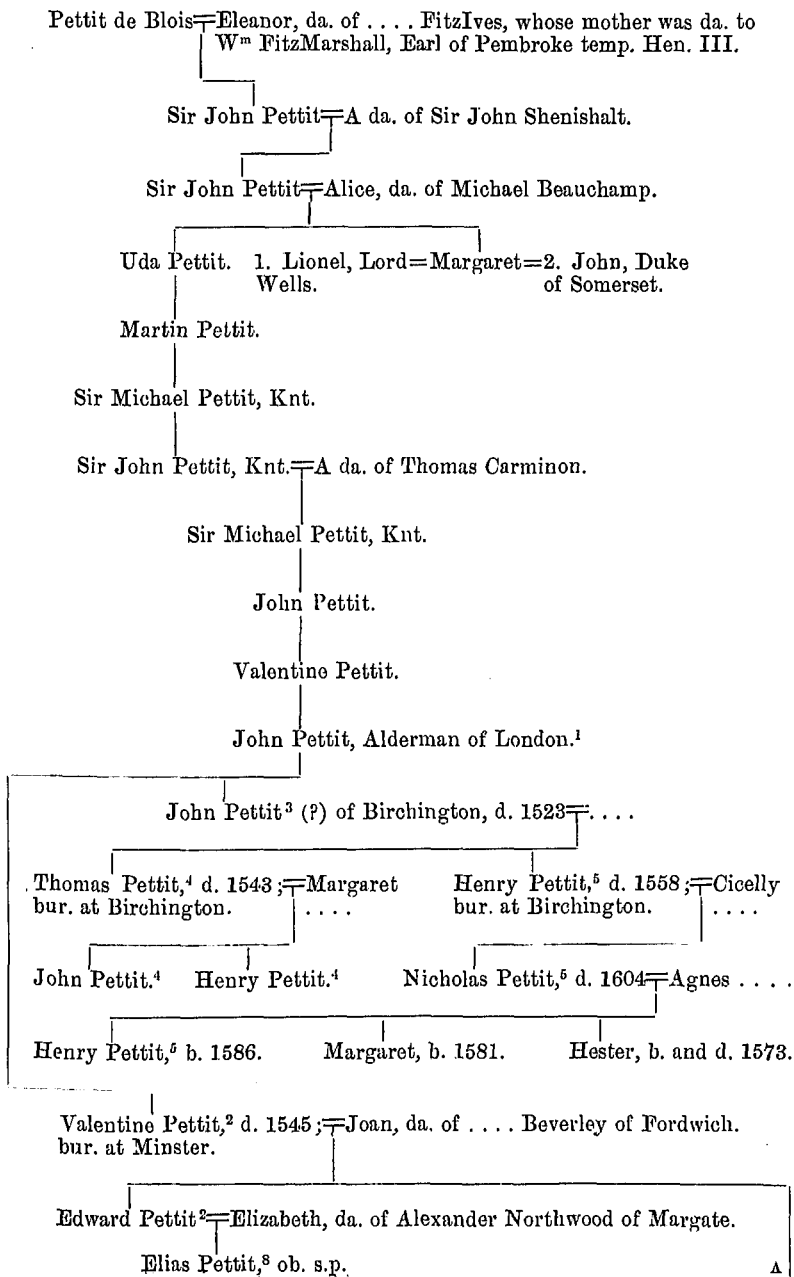 Pettit de Blois=Eleanor, da. of . . . . FitzIves, whose mother was da. to
Wᵐ FitzMarshall, Earl of Pembroke temp. Hen. III.
Sir John Pettit=A da. of Sir John Shenishalt.
Sir John Pettit=Alice, da. of Michael Beauchamp.
Uda Pettit. 1. Lionel, Lord=Margaret=2. John, Duke
Wells. of Somerset.
Martin Pettit.
Sir Michael Pettit, Knt.
Sir John Pettit, Knt.=A da. of Thomas Carminon.
Sir Michael Pettit, Knt.
John Pettit.
Valentine Pettit.
John Pettit, Alderman of London.¹
John Pettit³ (?) of Birchington, d. 1523=. . . .
Thomas Pettit,⁴ d. 1543;=Margaret Henry Pettit,⁵ d. 1558;=Cicelly
bur. at Birchington. . . . . bur. at Birchington. . . . .
John Pettit.⁴ Henry Pettit.⁴ Nicholas Pettit,⁵ d. 1604=Agnes . . . .
Henry Pettit,⁵ b. 1586. Margaret, b. 1581. Hester, b. and d. 1573.
Valentine Pettit,² d. 1545;=Joan, da. of . . . . Beverley of Fordwich.
bur. at Minster.
Edward Pettit²=Elizabeth, da. of Alexander Northwood of Margate.
Elias Pettit,⁸ ob. s.p. A